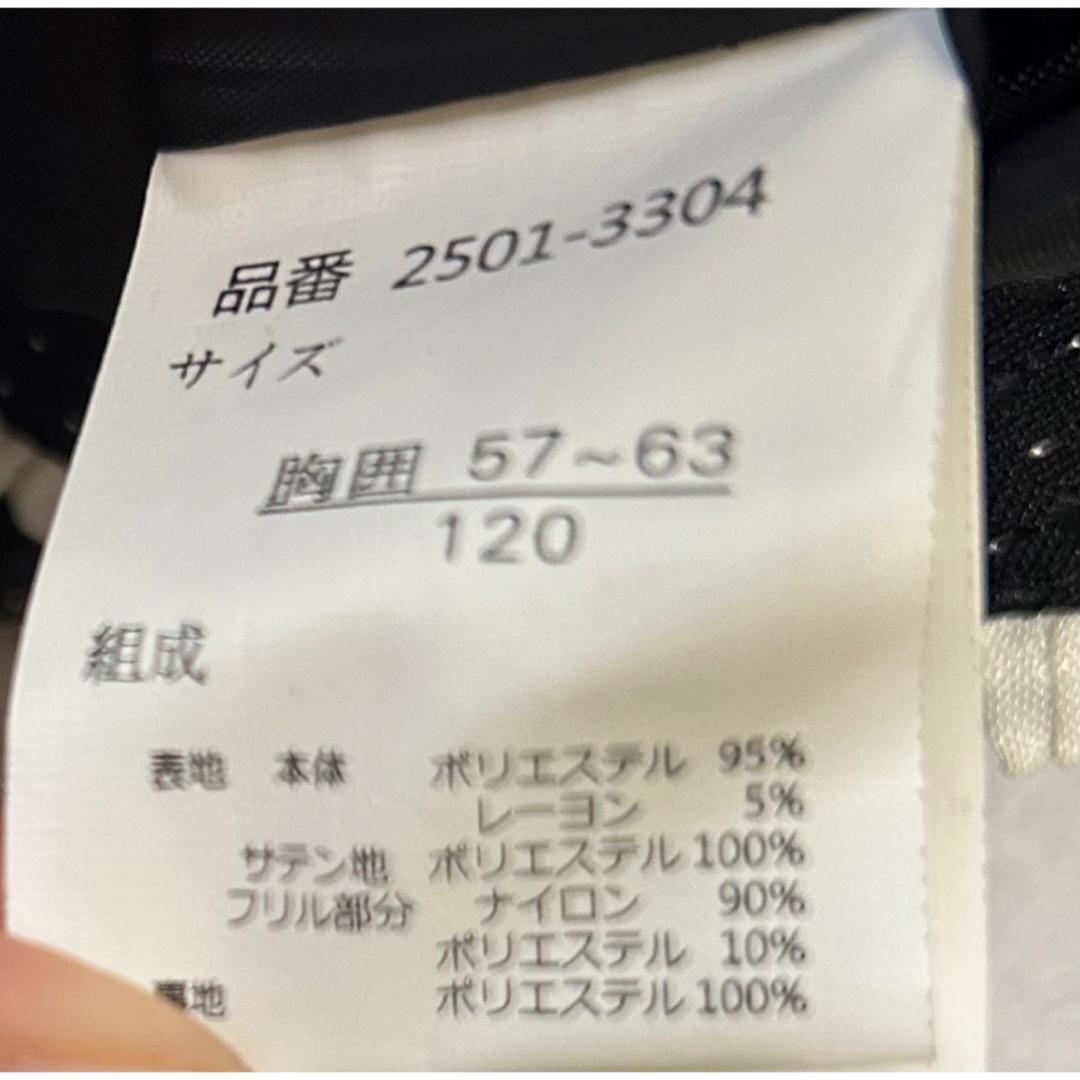 品番 2501-3304
サイズ
胸囲 57~63
120
組成
表地 本体 ポリエステル 95%
レーヨン 5%
サテン地 ポリエステル 100%
フリル部分 ナイロン 90%
ポリエステル 10%
裏地 ポリエステル 100%